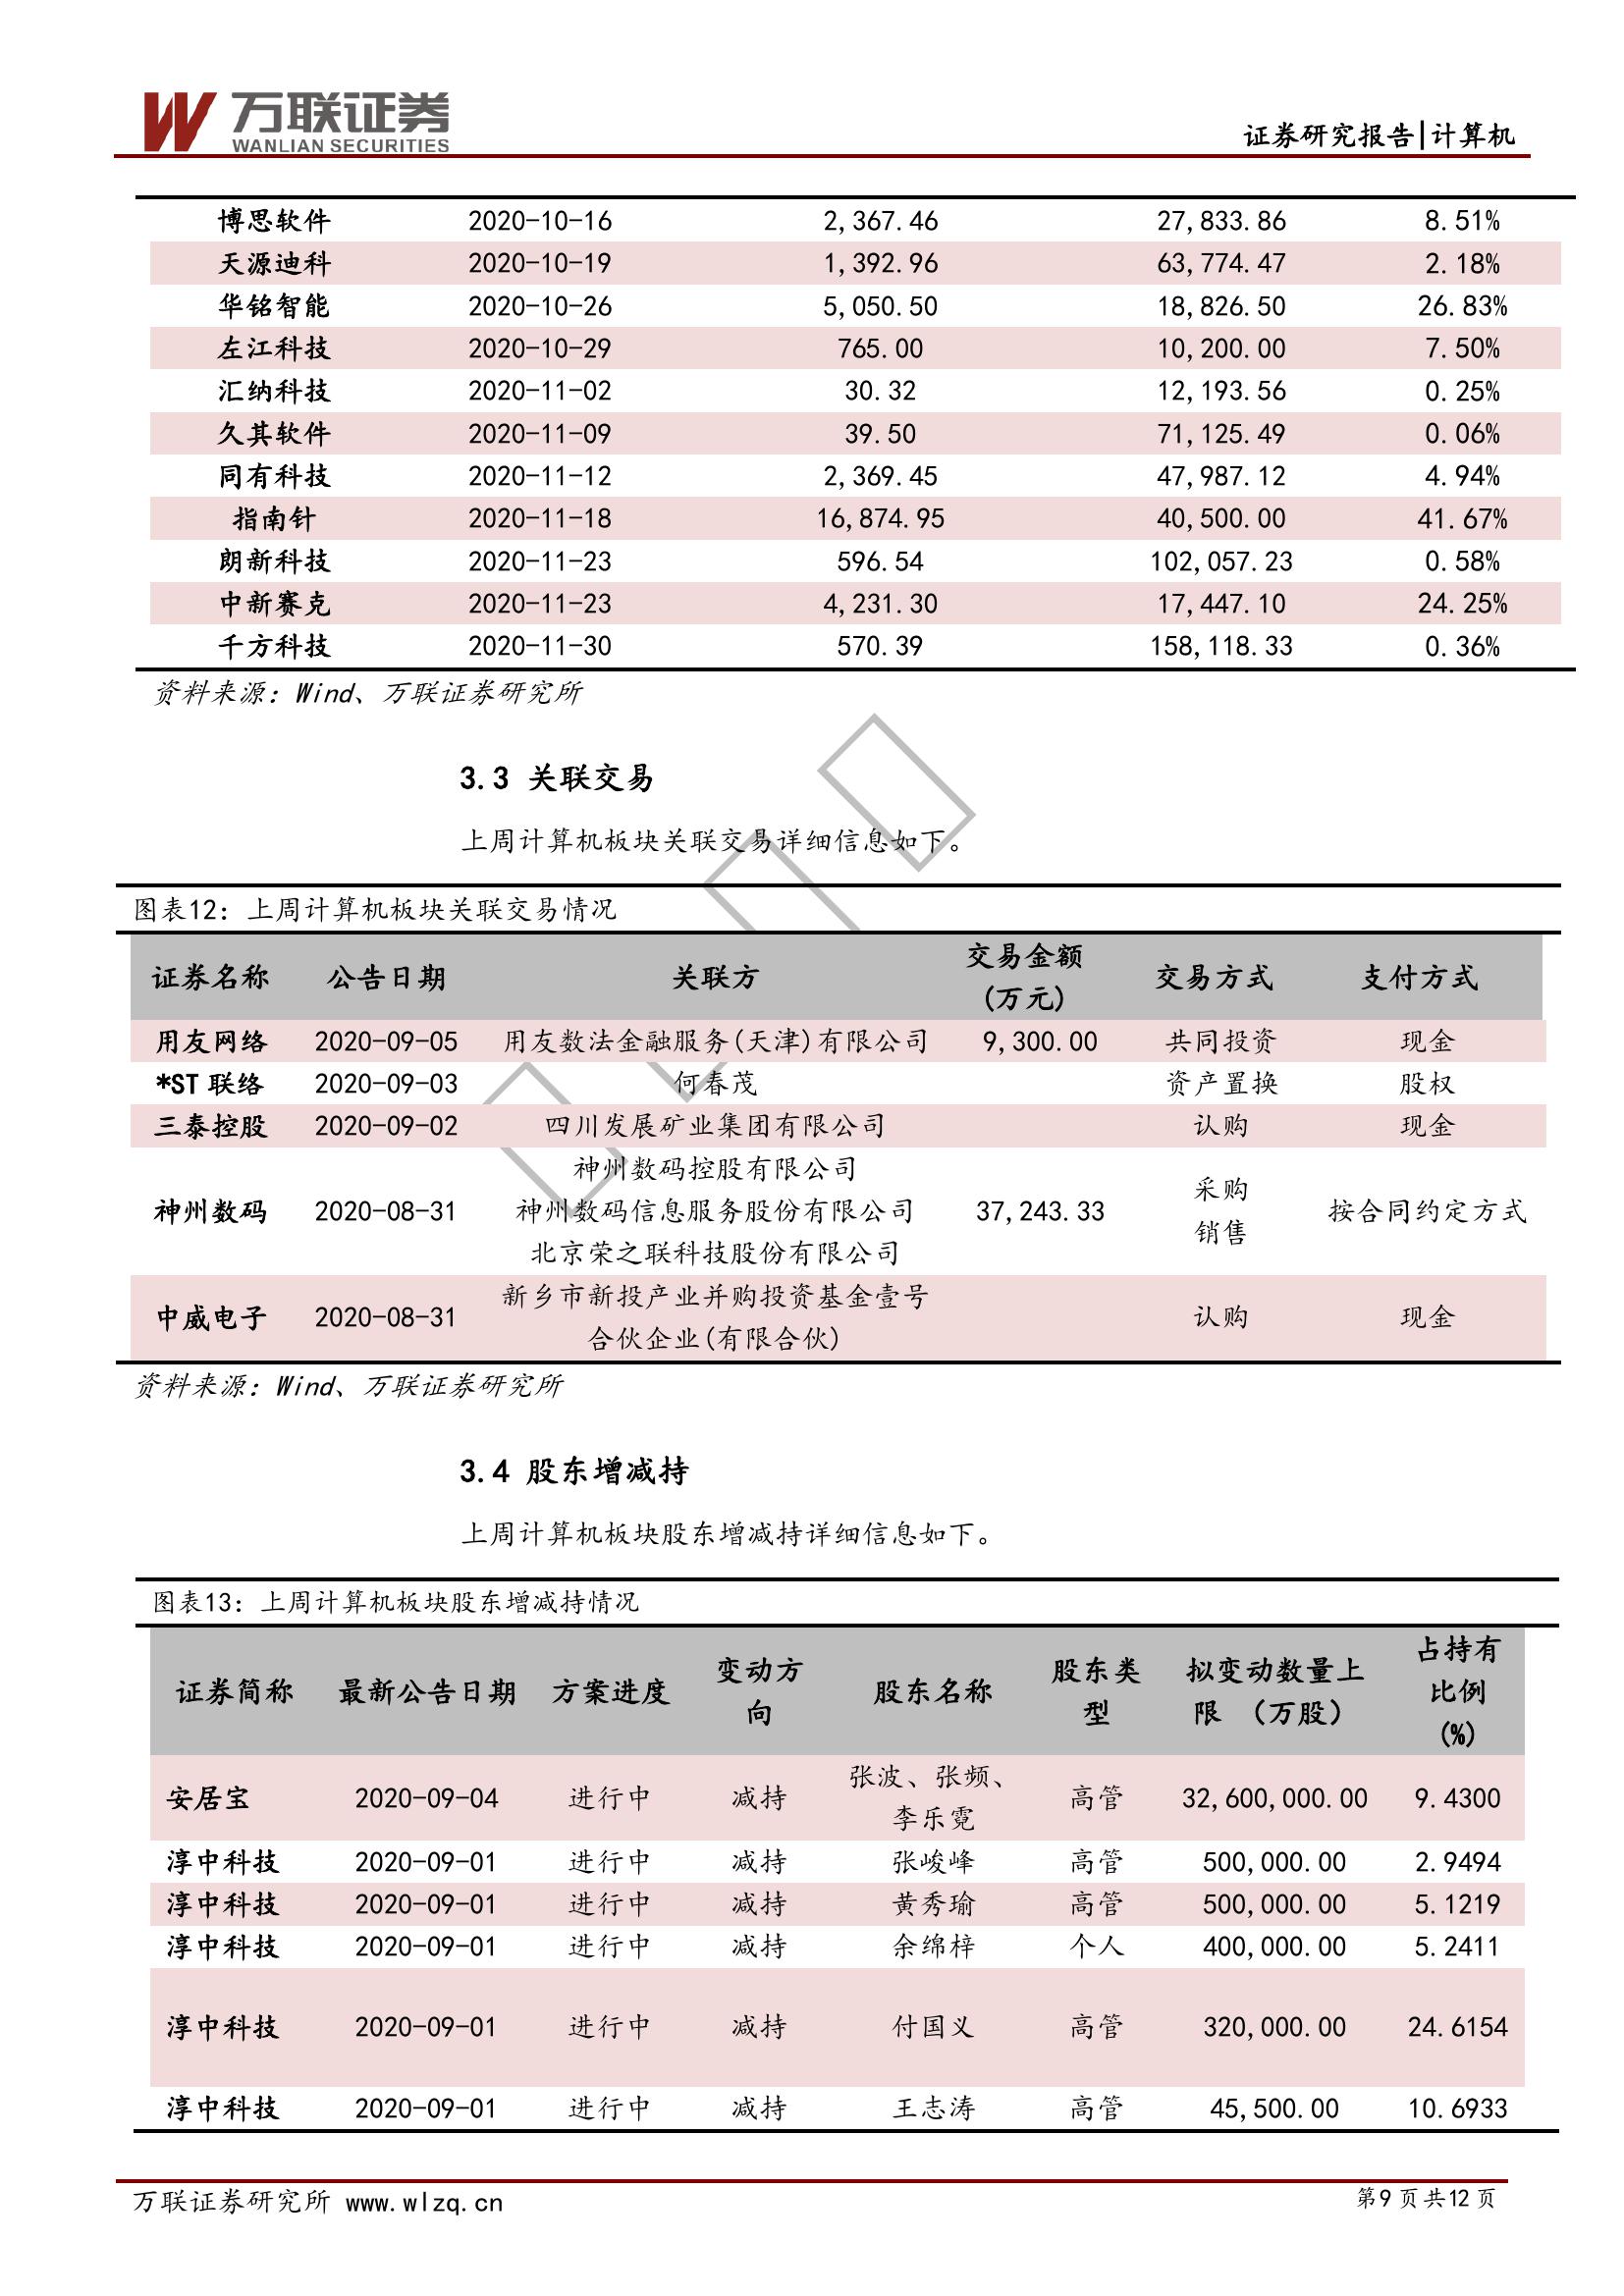 万联证券
WANLIAN SECURITIES
证券研究报告|计算机
博思软件 2020-10-16 2,367.46 27,833.86 8.51%
天源迪科 2020-10-19 1,392.96 63,774.47 2.18%
华铭智能 2020-10-26 5,050.50 18,826.50 26.83%
左江科技 2020-10-29 765.00 10,200.00 7.50%
汇纳科技 2020-11-02 30.32 12,193.56 0.25%
久其软件 2020-11-09 39.50 71,125.49 0.06%
同有科技 2020-11-12 2,369.45 47,987.12 4.94%
指南针 2020-11-18 16,874.95 40,500.00 41.67%
朗新科技 2020-11-23 596.54 102,057.23 0.58%
中新赛克 2020-11-23 4,231.30 17,447.10 24.25%
千方科技 2020-11-30 570.39 158,118.33 0.36%
资料来源：Wind、万联证券研究所
3.3 关联交易
上周计算机板块关联交易详细信息如下。
图表12：上周计算机板块关联交易情况
证券名称 公告日期 关联方 交易金额(万元) 交易方式 支付方式
用友网络 2020-09-05 用友数法金融服务(天津)有限公司 9,300.00 共同投资 现金
*ST 联络 2020-09-03 何春茂 资产置换 股权
三泰控股 2020-09-02 四川发展矿业集团有限公司 认购 现金
神州数码控股有限公司
神州数码 2020-08-31 神州数码信息服务股份有限公司 37,243.33 采购 销售 按合同约定方式
北京荣之联科技股份有限公司
中威电子 2020-08-31 新乡市新投产业并购投资基金壹号 认购 现金
合伙企业(有限合伙)
资料来源：Wind、万联证券研究所
3.4 股东增减持
上周计算机板块股东增减持详细信息如下。
图表13：上周计算机板块股东增减持情况
证券简称 最新公告日期 方案进度 变动方向 股东名称 股东类型 拟变动数量上限 （万股） 占持有比例(%)
安居宝 2020-09-04 进行中 减持 张波、张频、李乐霓 高管 32,600,000.00 9.4300
淳中科技 2020-09-01 进行中 减持 张峻峰 高管 500,000.00 2.9494
淳中科技 2020-09-01 进行中 减持 黄秀瑜 高管 500,000.00 5.1219
淳中科技 2020-09-01 进行中 减持 余绵梓 个人 400,000.00 5.2411
淳中科技 2020-09-01 进行中 减持 付国义 高管 320,000.00 24.6154
淳中科技 2020-09-01 进行中 减持 王志涛 高管 45,500.00 10.6933
万联证券研究所 www.wlzq.cn
第9页共12页